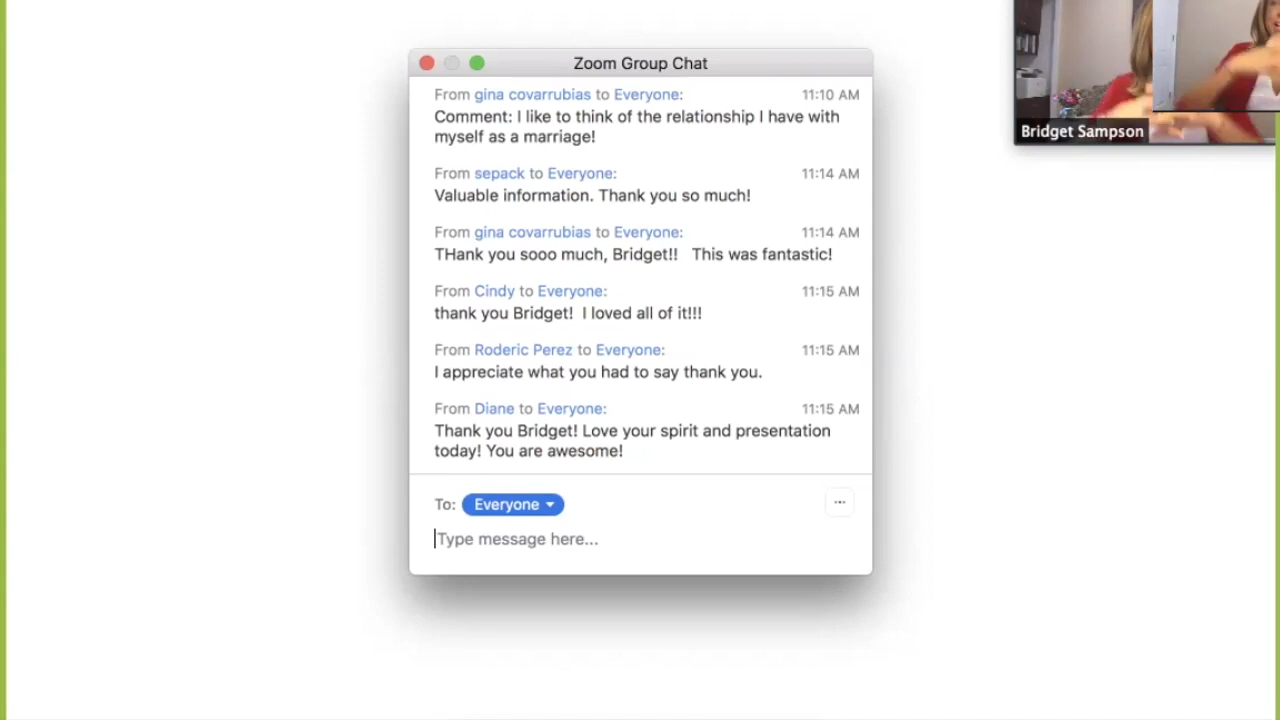 Zoom Group Chat
From gina covarrubias to Everyone: 11:10 AM
Comment: I like to think of the relationship I have with
myself as a marriage!
From sepack to Everyone: 11:14 AM
Valuable information. Thank you so much!
From gina covarrubias to Everyone: 11:14 AM
THank you sooo much, Bridget!!   This was fantastic!
From Cindy to Everyone: 11:15 AM
thank you Bridget!  I loved all of it!!!
From Roderic Perez to Everyone: 11:15 AM
I appreciate what you had to say thank you.
From Diane to Everyone: 11:15 AM
Thank you Bridget! Love your spirit and presentation
today! You are awesome!
To: Everyone
Type message here...
Bridget Sampson